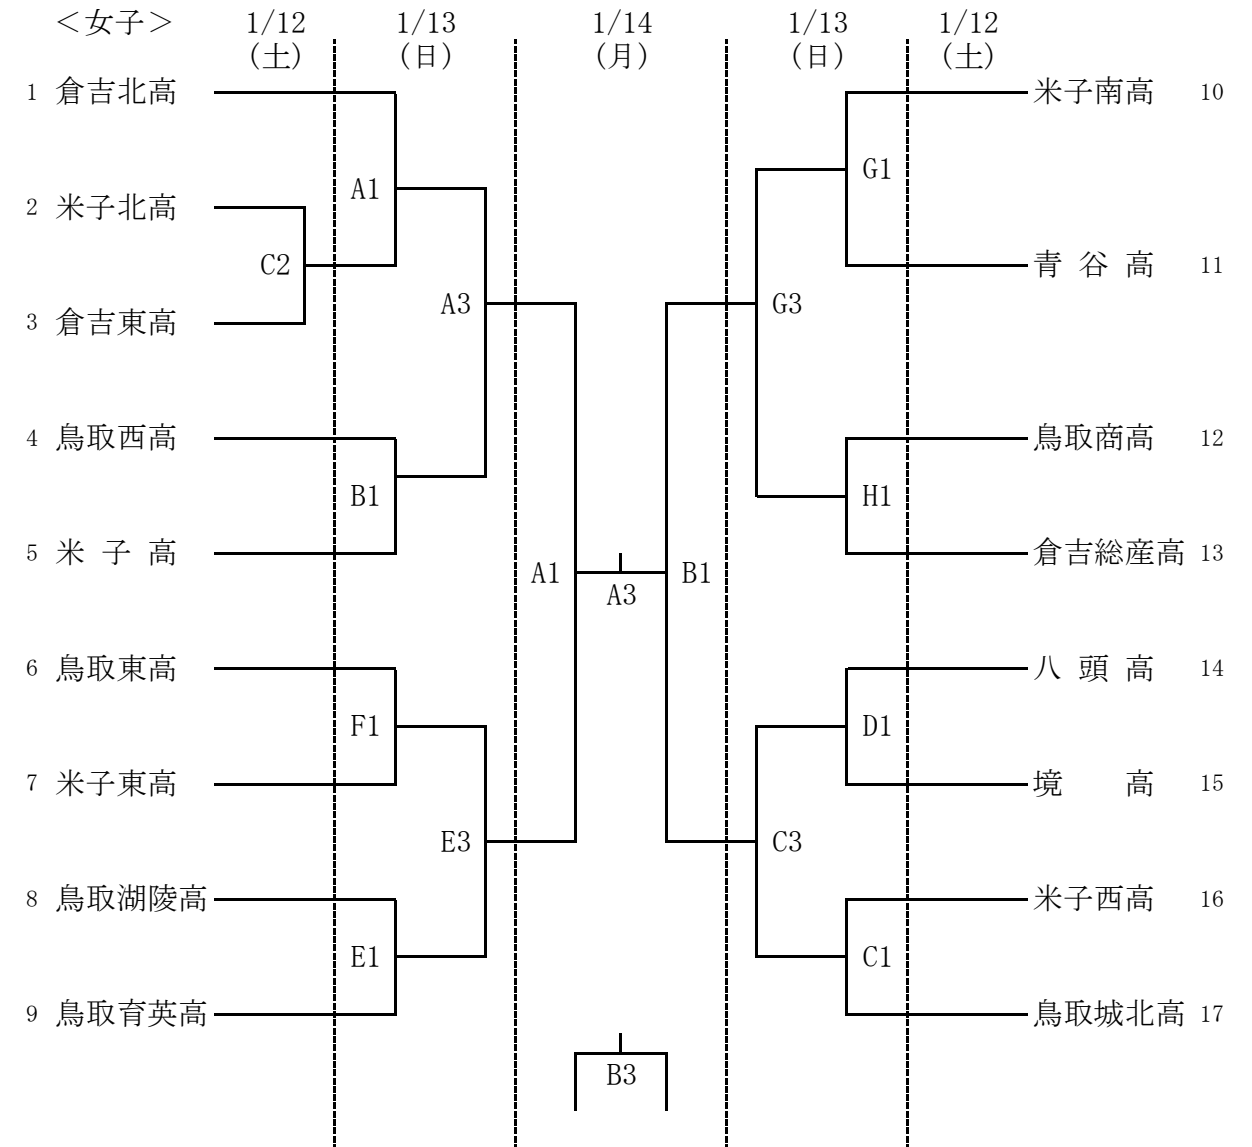 ＜女子＞ 1/12 1/13 1/14 1/13 1/12
(土) (日) (月) (日) (土)
1 倉吉北高 米子南高 10
A1 G1
2 米子北高
C2 青谷高 11
A3 G3
3 倉吉東高
4 鳥取西高 鳥取商高 12
B1 H1
5 米子高 倉吉総産高 13
A1 A3 B1
6 鳥取東高 八頭高 14
F1 D1
7 米子東高 境高 15
E3 C3
8 鳥取湖陵高 米子西高 16
E1 C1
9 鳥取育英高 鳥取城北高 17
B3